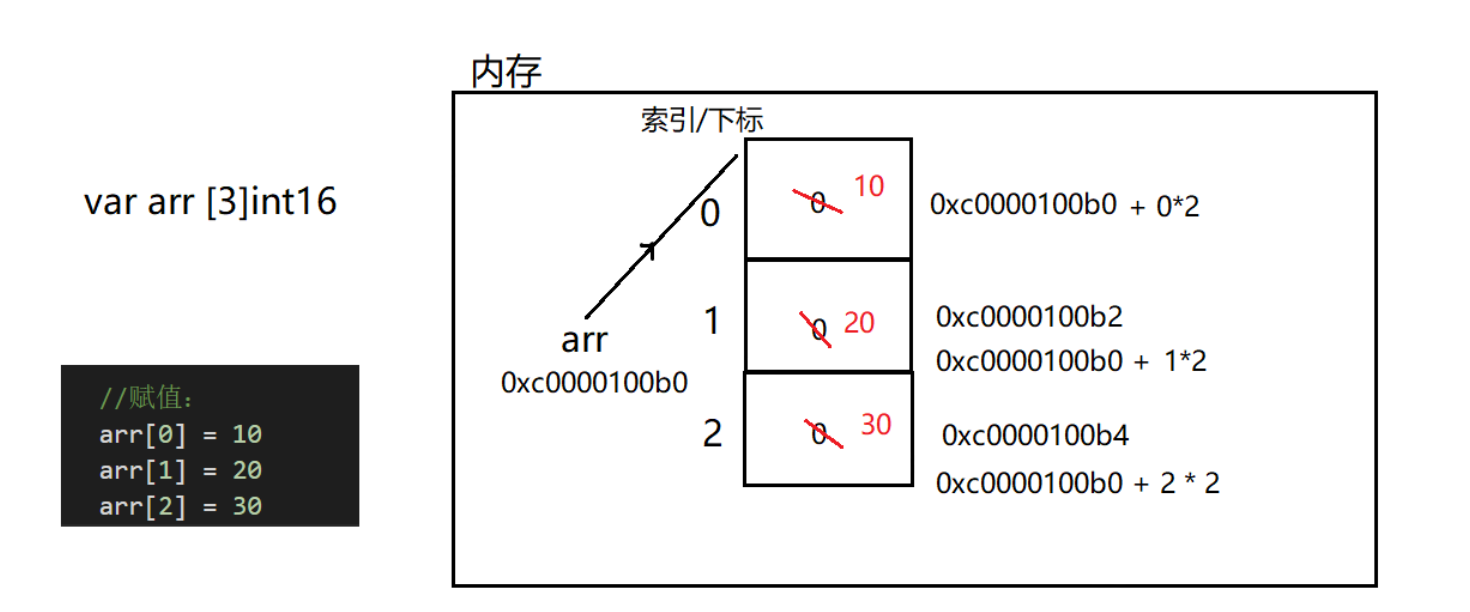 内存
索引/下标
var arr [3]int16
0
0 10
0xc0000100b0 + 0*2
1
0 20
0xc0000100b2
0xc0000100b0 + 1*2
arr
0xc0000100b0
2
0 30
0xc0000100b4
0xc0000100b0 + 2 * 2
//赋值:
arr[0] = 10
arr[1] = 20
arr[2] = 30